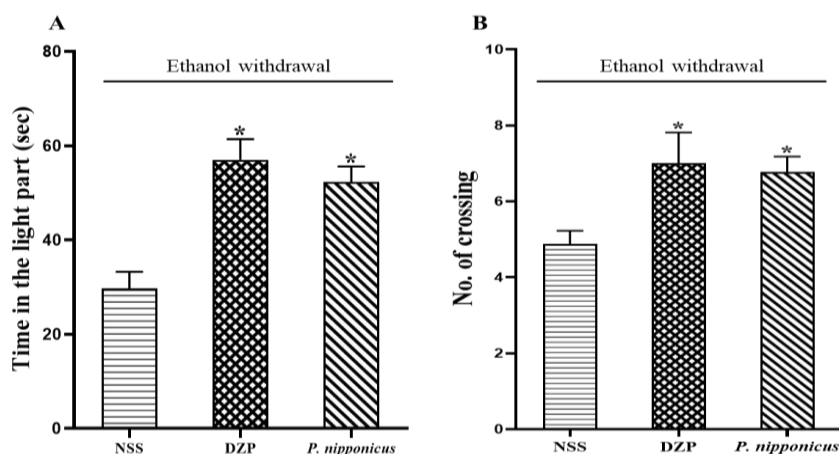 A
Ethanol withdrawal
Time in the light part (sec)
80
60
40
20
0
*
*
NSS
DZP
P. nipponicus
B
Ethanol withdrawal
No. of crossing
10
8
6
4
2
0
*
*
NSS
DZP
P. nipponicus